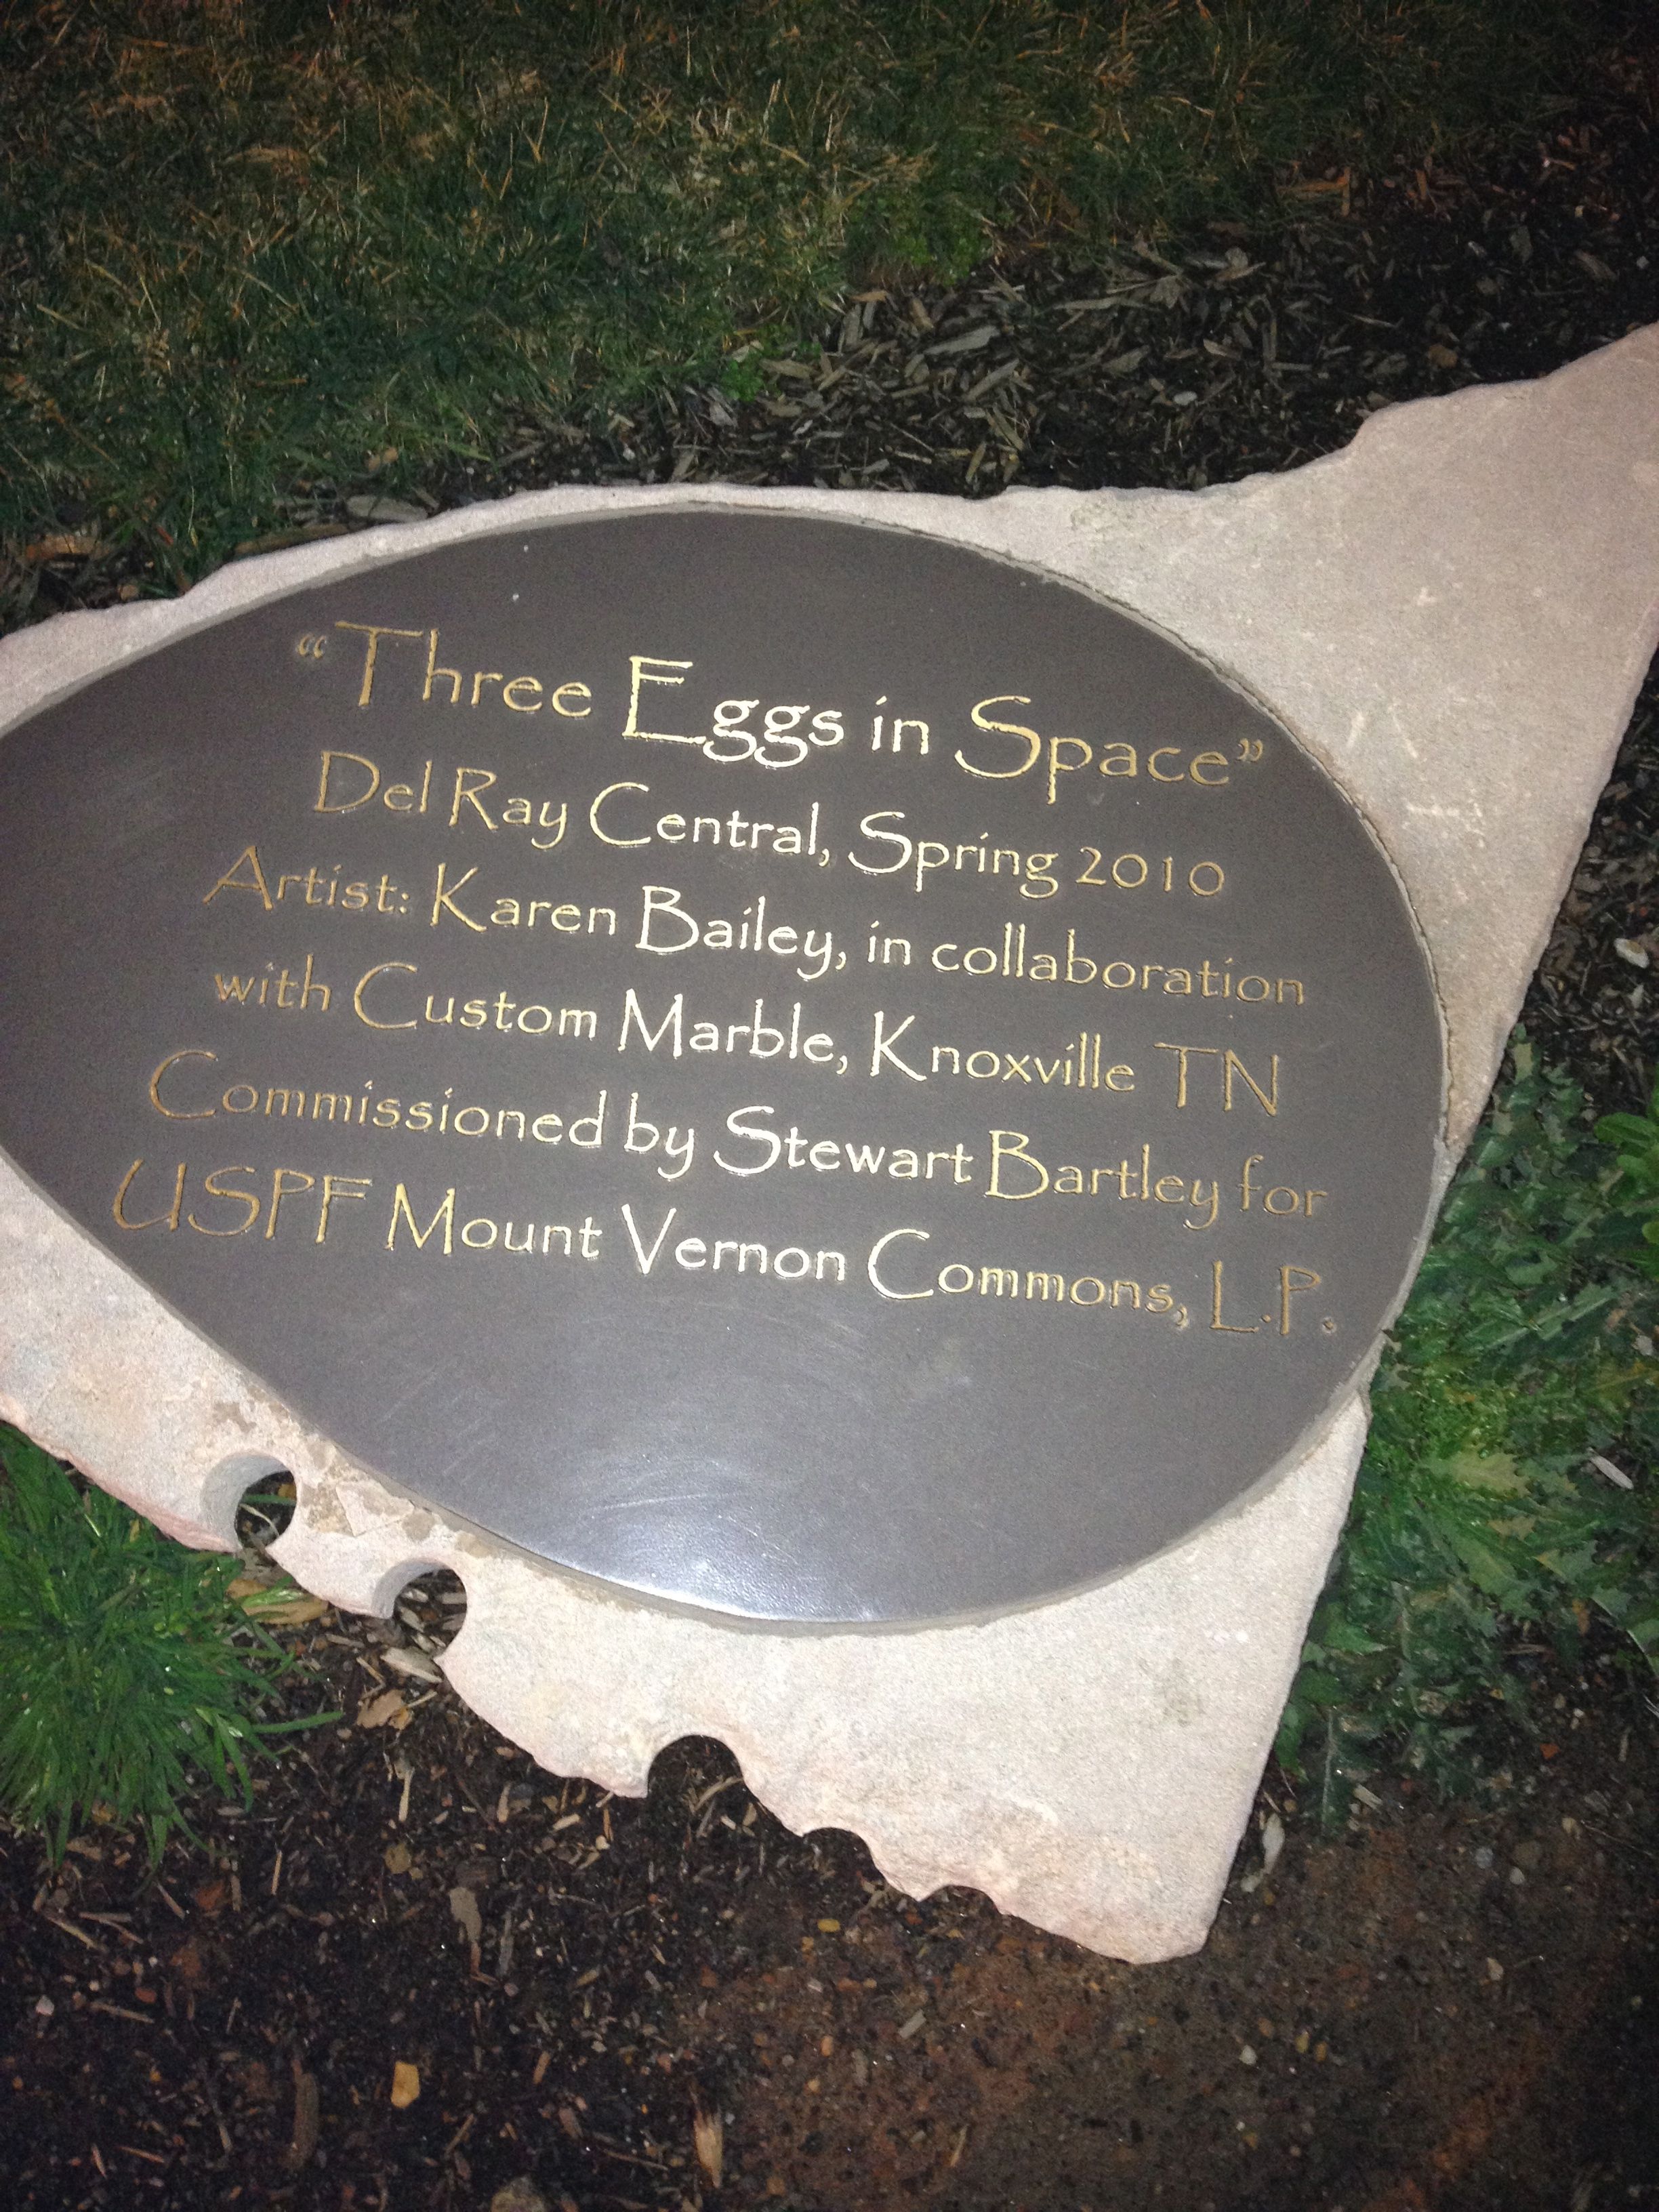 “Three Eggs in Space”
Del Ray Central, Spring 2010
Artist: Karen Bailey, in collaboration
with Custom Marble, Knoxville TN
Commissioned by Stewart Bartley for
USPF Mount Vernon Commons, L.P.